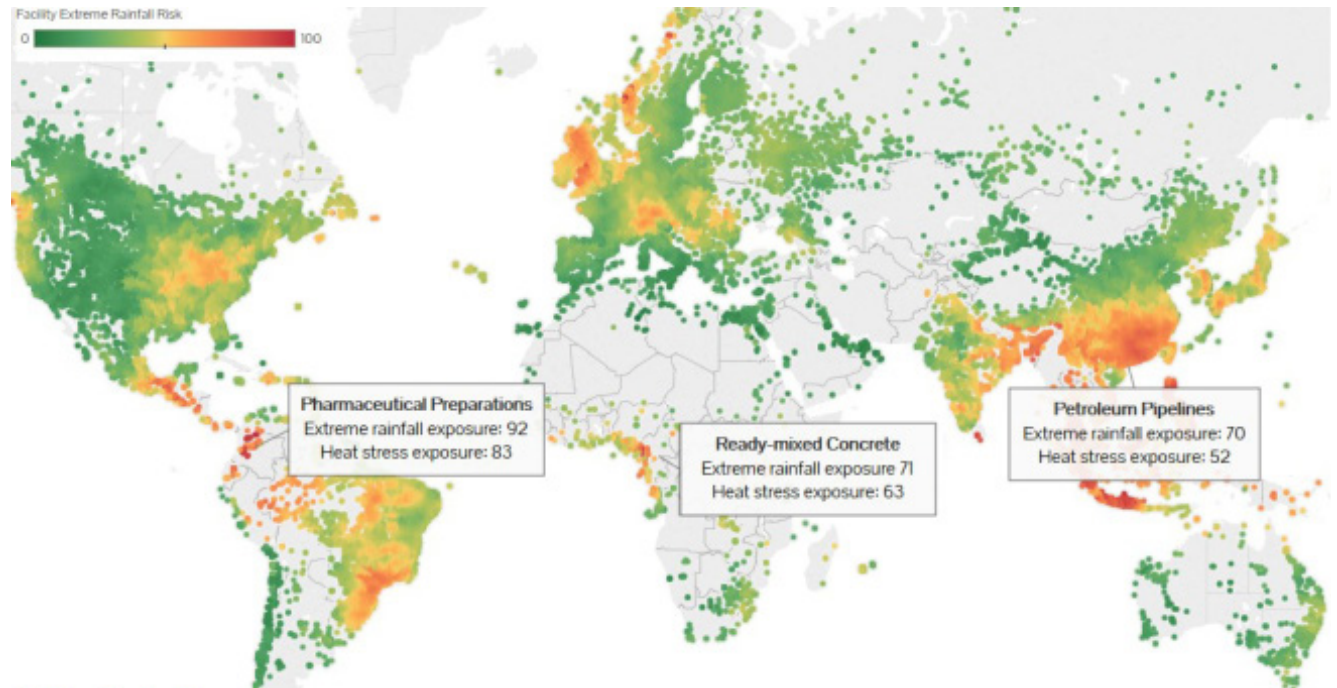 Facility Extreme Rainfall Risk
0 100
Pharmaceutical Preparations
Extreme rainfall exposure: 92
Heat stress exposure: 83
Ready-mixed Concrete
Extreme rainfall exposure 71
Heat stress exposure: 63
Petroleum Pipelines
Extreme rainfall exposure: 70
Heat stress exposure: 52